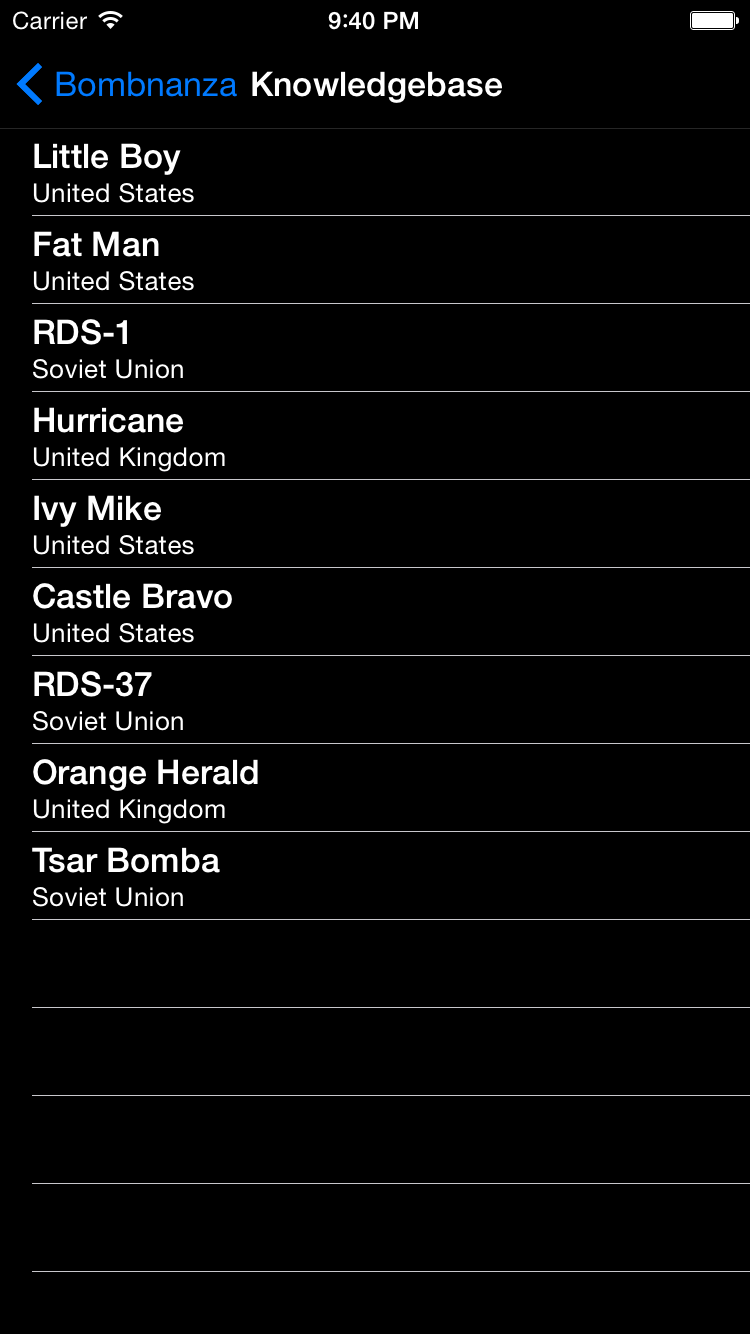 Carrier 9:40 PM
Bombnanza Knowledgebase
Little Boy
United States
Fat Man
United States
RDS-1
Soviet Union
Hurricane
United Kingdom
Ivy Mike
United States
Castle Bravo
United States
RDS-37
Soviet Union
Orange Herald
United Kingdom
Tsar Bomba
Soviet Union